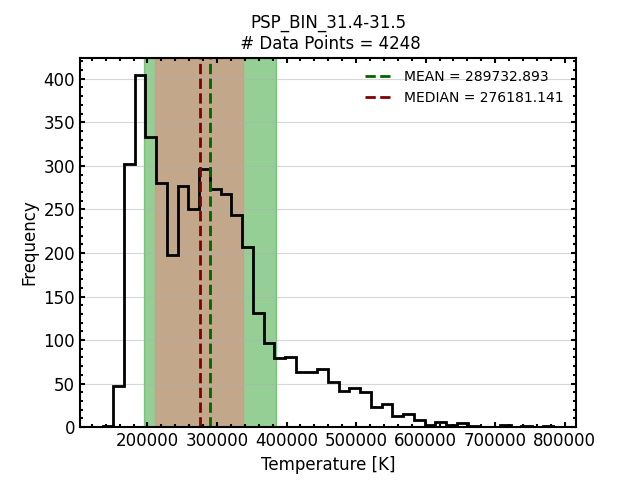 PSP_BIN_31.4-31.5
# Data Points = 4248
MEAN = 289732.893
MEDIAN = 276181.141
400
350
300
250
200
150
100
50
0
Frequency
200000 300000 400000 500000 600000 700000 800000
Temperature [K]